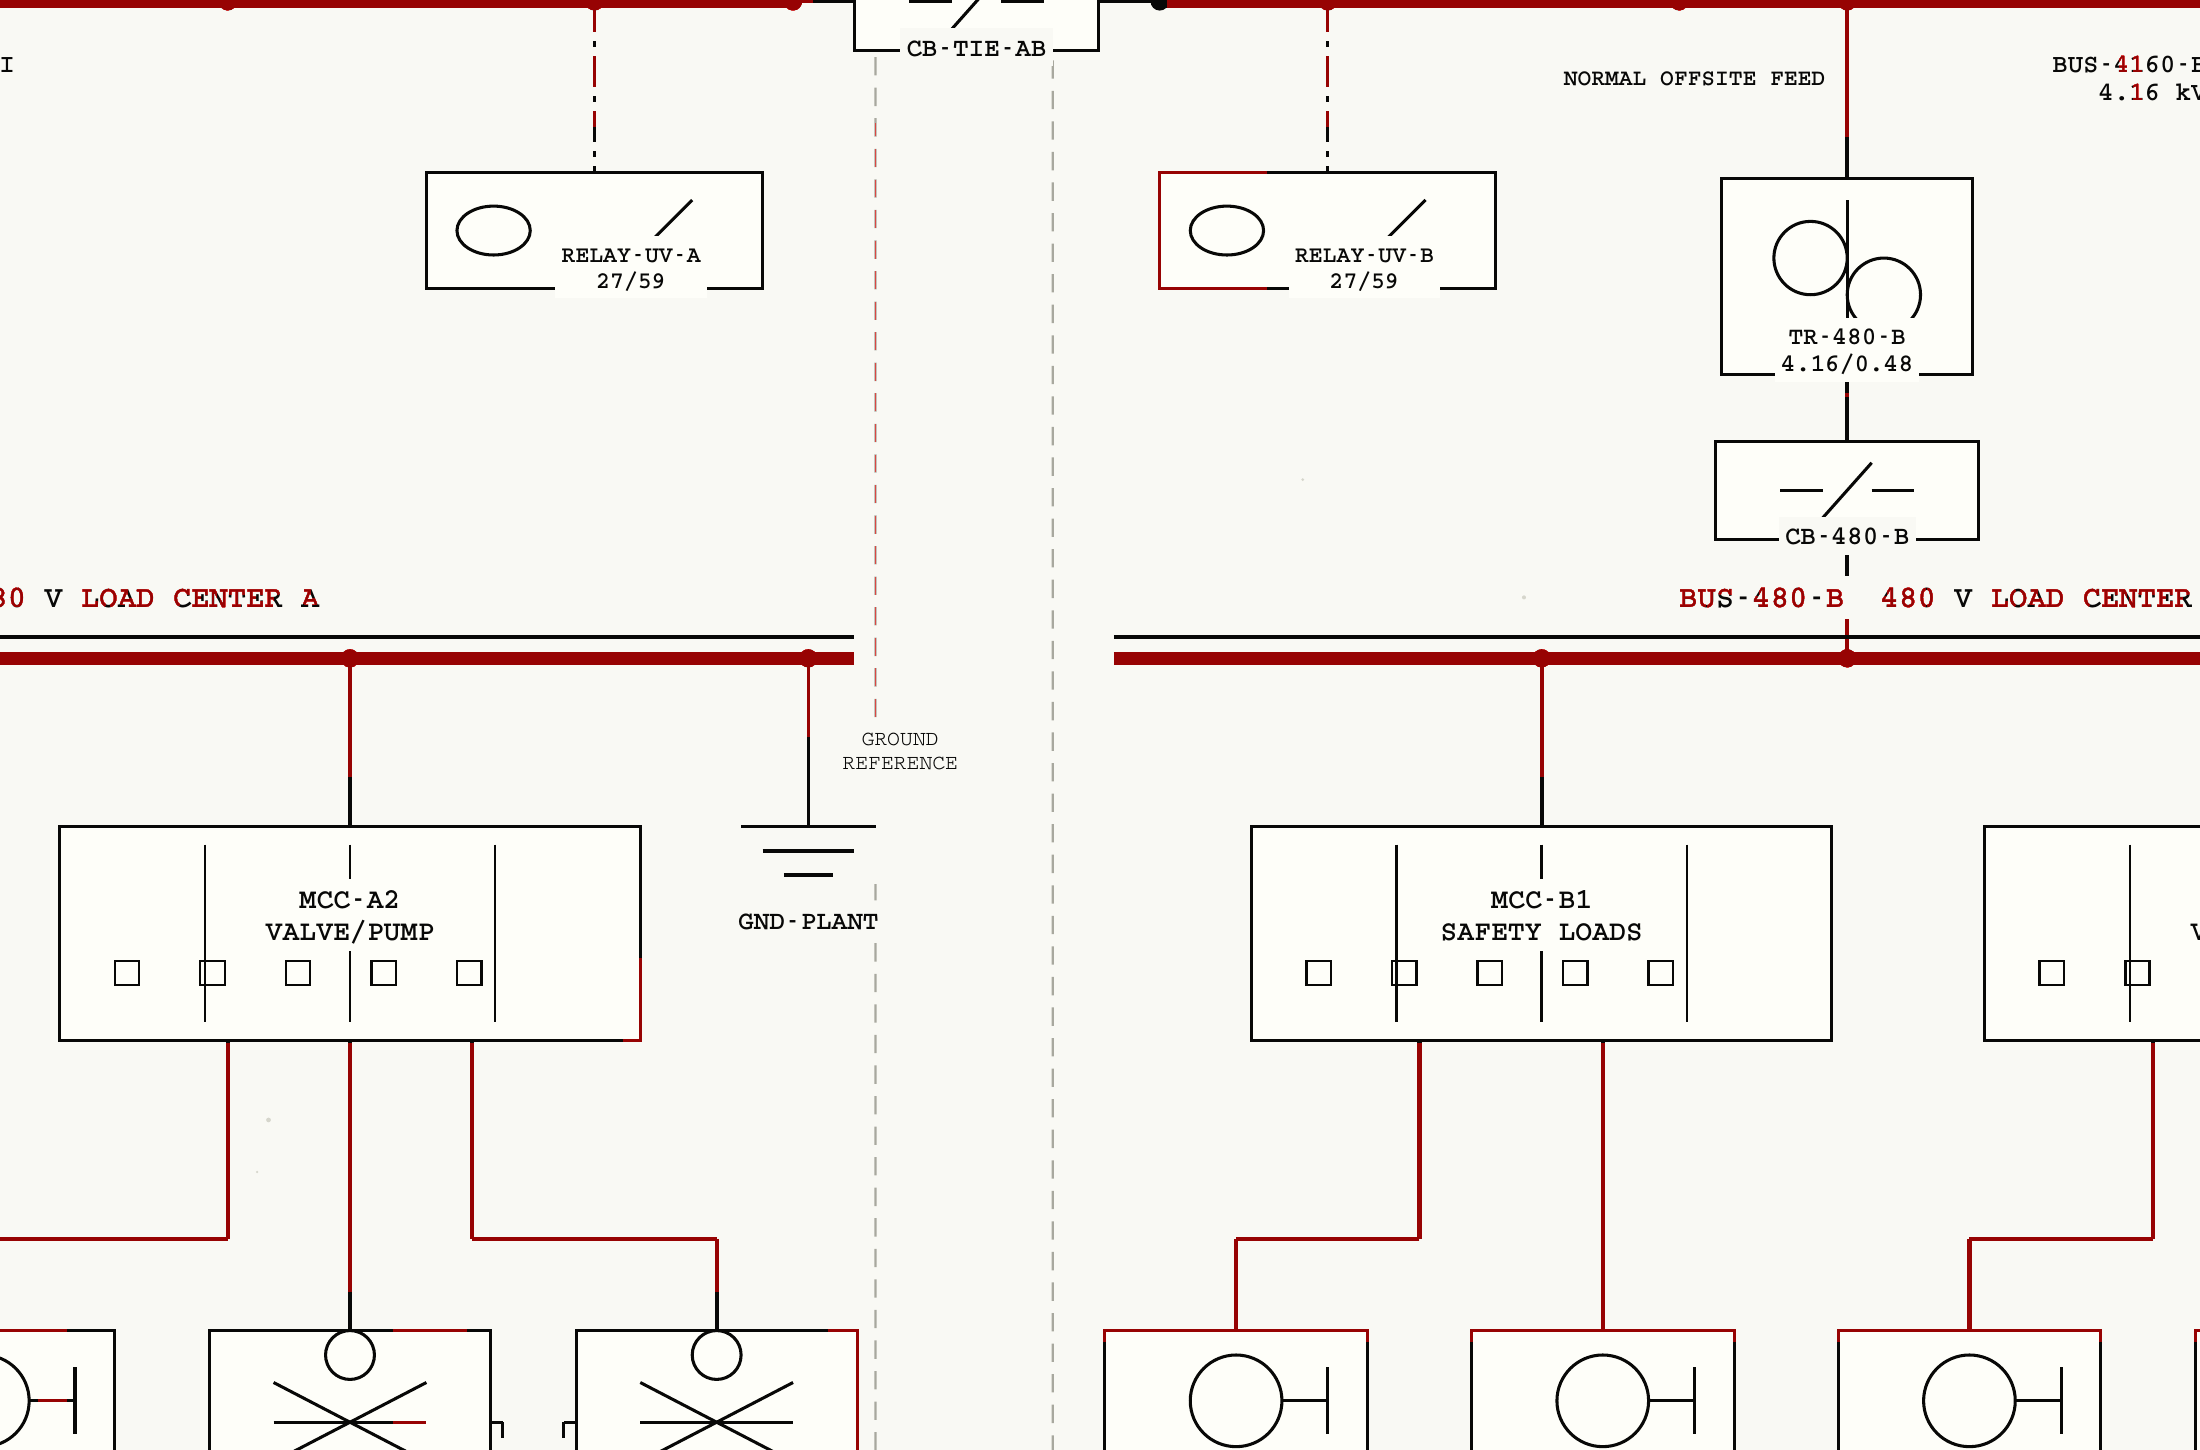 CB-TIE-AB
I
NORMAL OFFSITE FEED
BUS-4160-B
4.16 kV
RELAY-UV-A
27/59
RELAY-UV-B
27/59
TR-480-B
4.16/0.48
CB-480-B
80 V LOAD CENTER A
BUS-480-B 480 V LOAD CENTER
GROUND
REFERENCE
MCC-A2
VALVE/PUMP
GND-PLANT
MCC-B1
SAFETY LOADS
V